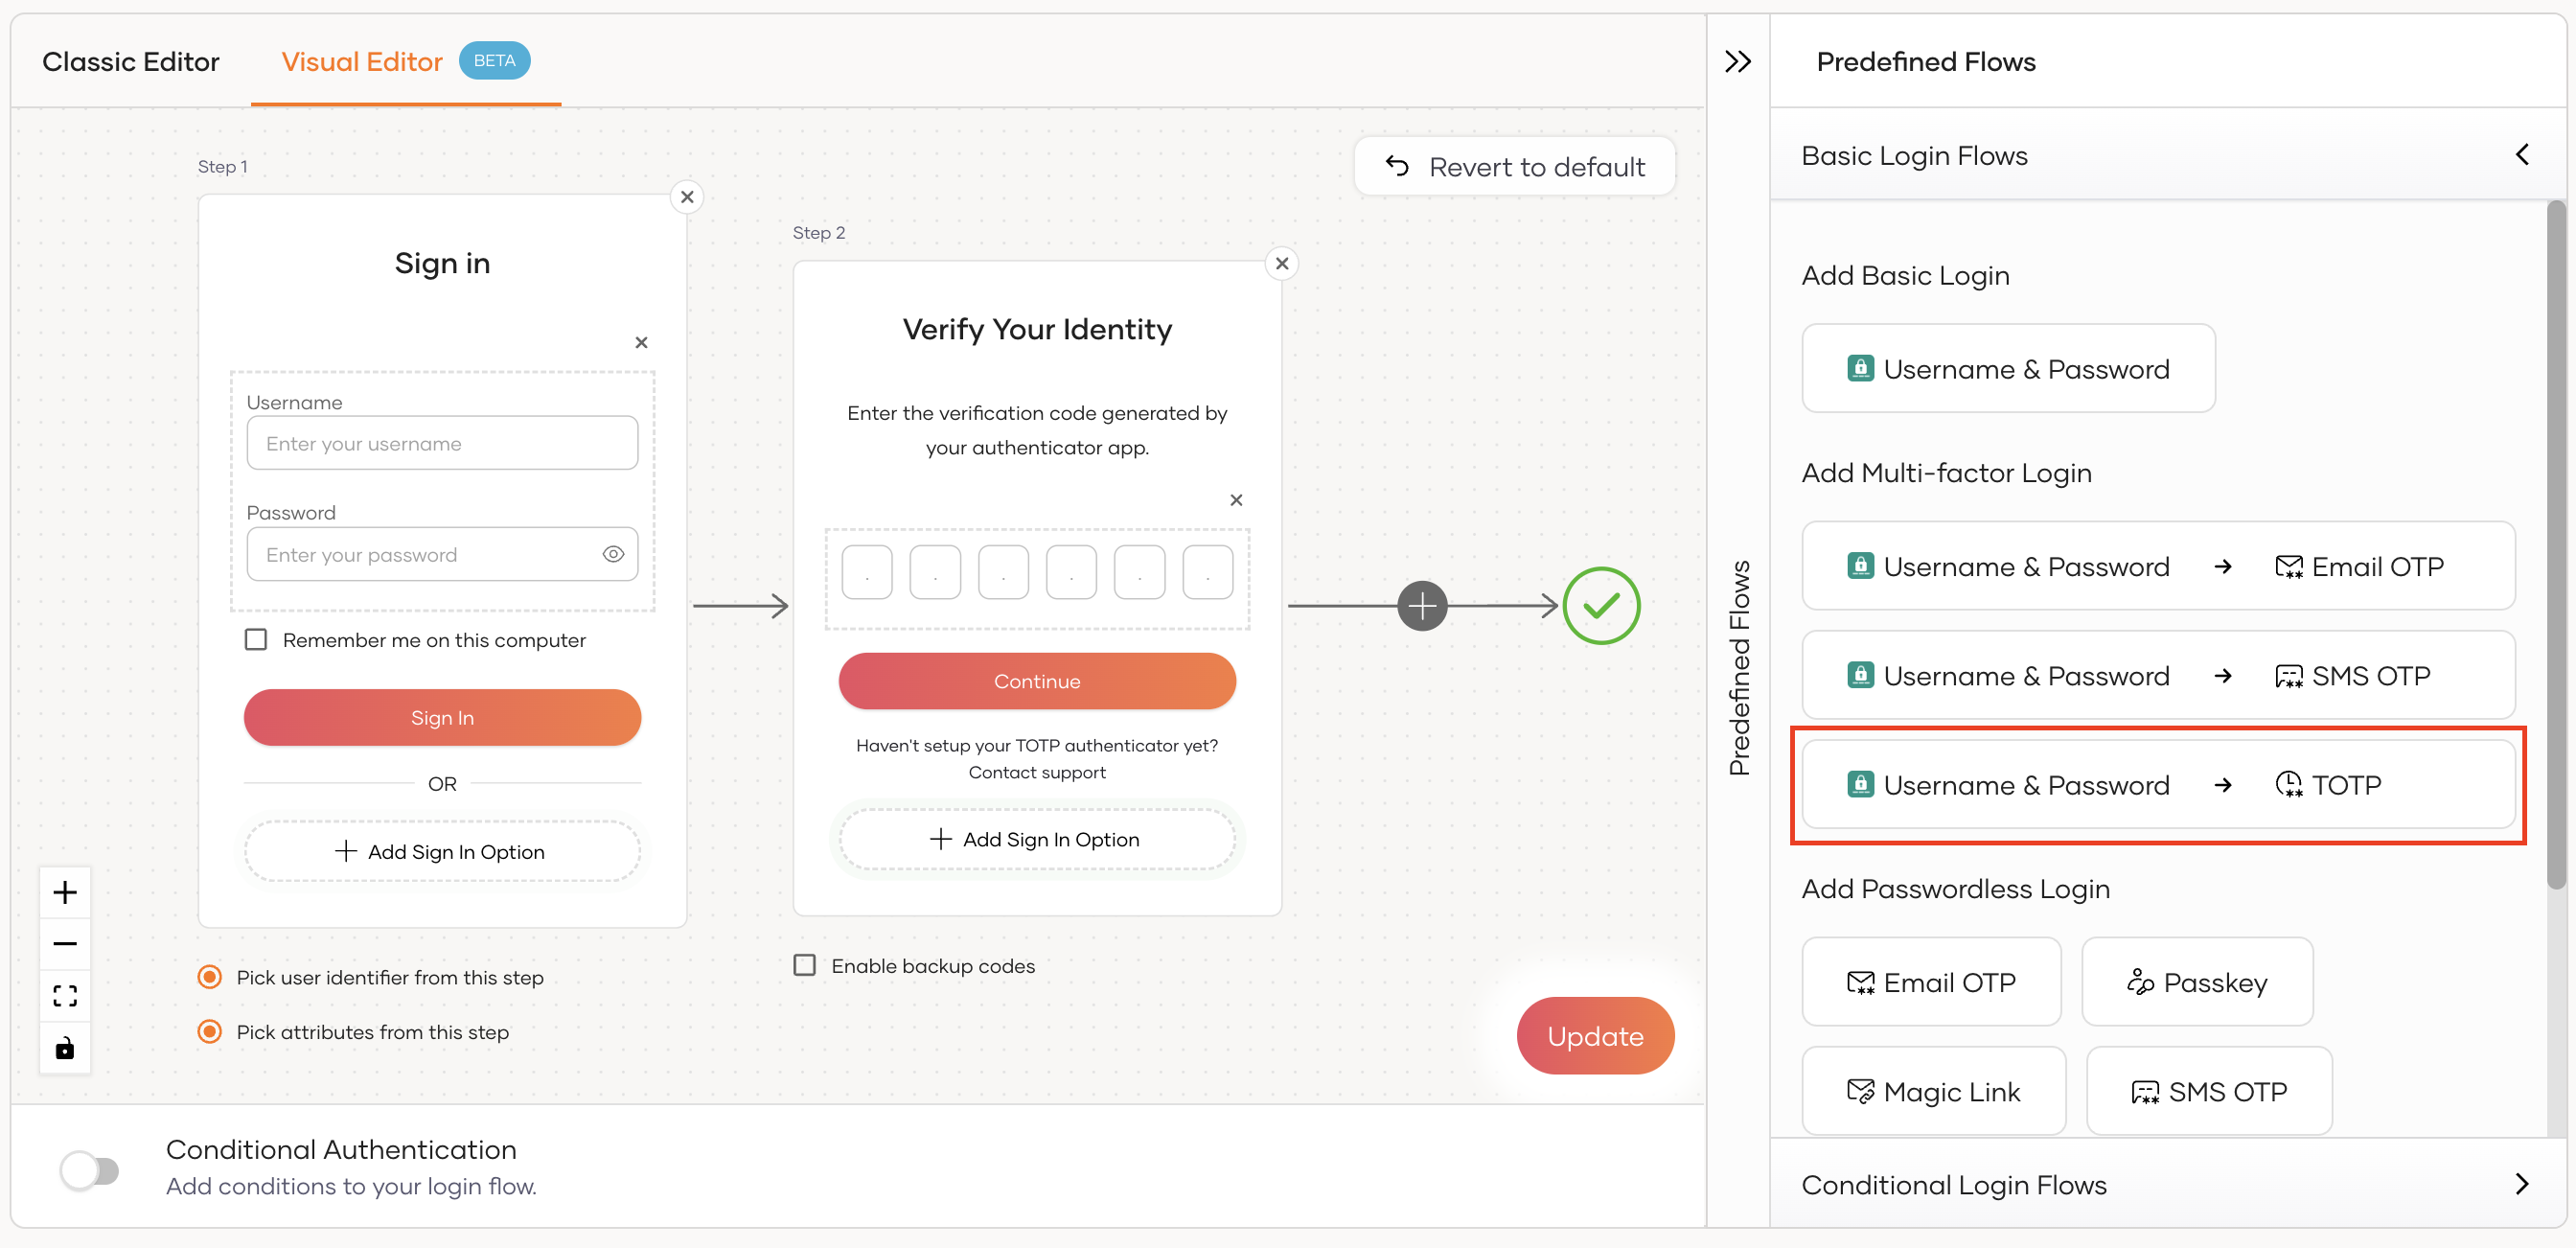 Classic Editor
Visual Editor
BETA
Step 1
Sign in
Username
Enter your username
Password
Enter your password
Remember me on this computer
Sign In
OR
Add Sign In Option
Pick user identifier from this step
Pick attributes from this step
Step 2
Verify Your Identity
Enter the verification code generated by
your authenticator app.
Continue
Haven't setup your TOTP authenticator yet?
Contact support
Add Sign In Option
Enable backup codes
Revert to default
Update
Conditional Authentication
Add conditions to your login flow.
Predefined Flows
Predefined Flows
Basic Login Flows
Add Basic Login
Username & Password
Add Multi-factor Login
Username & Password → Email OTP
Username & Password → SMS OTP
Username & Password → TOTP
Add Passwordless Login
Email OTP
Passkey
Magic Link
SMS OTP
Conditional Login Flows